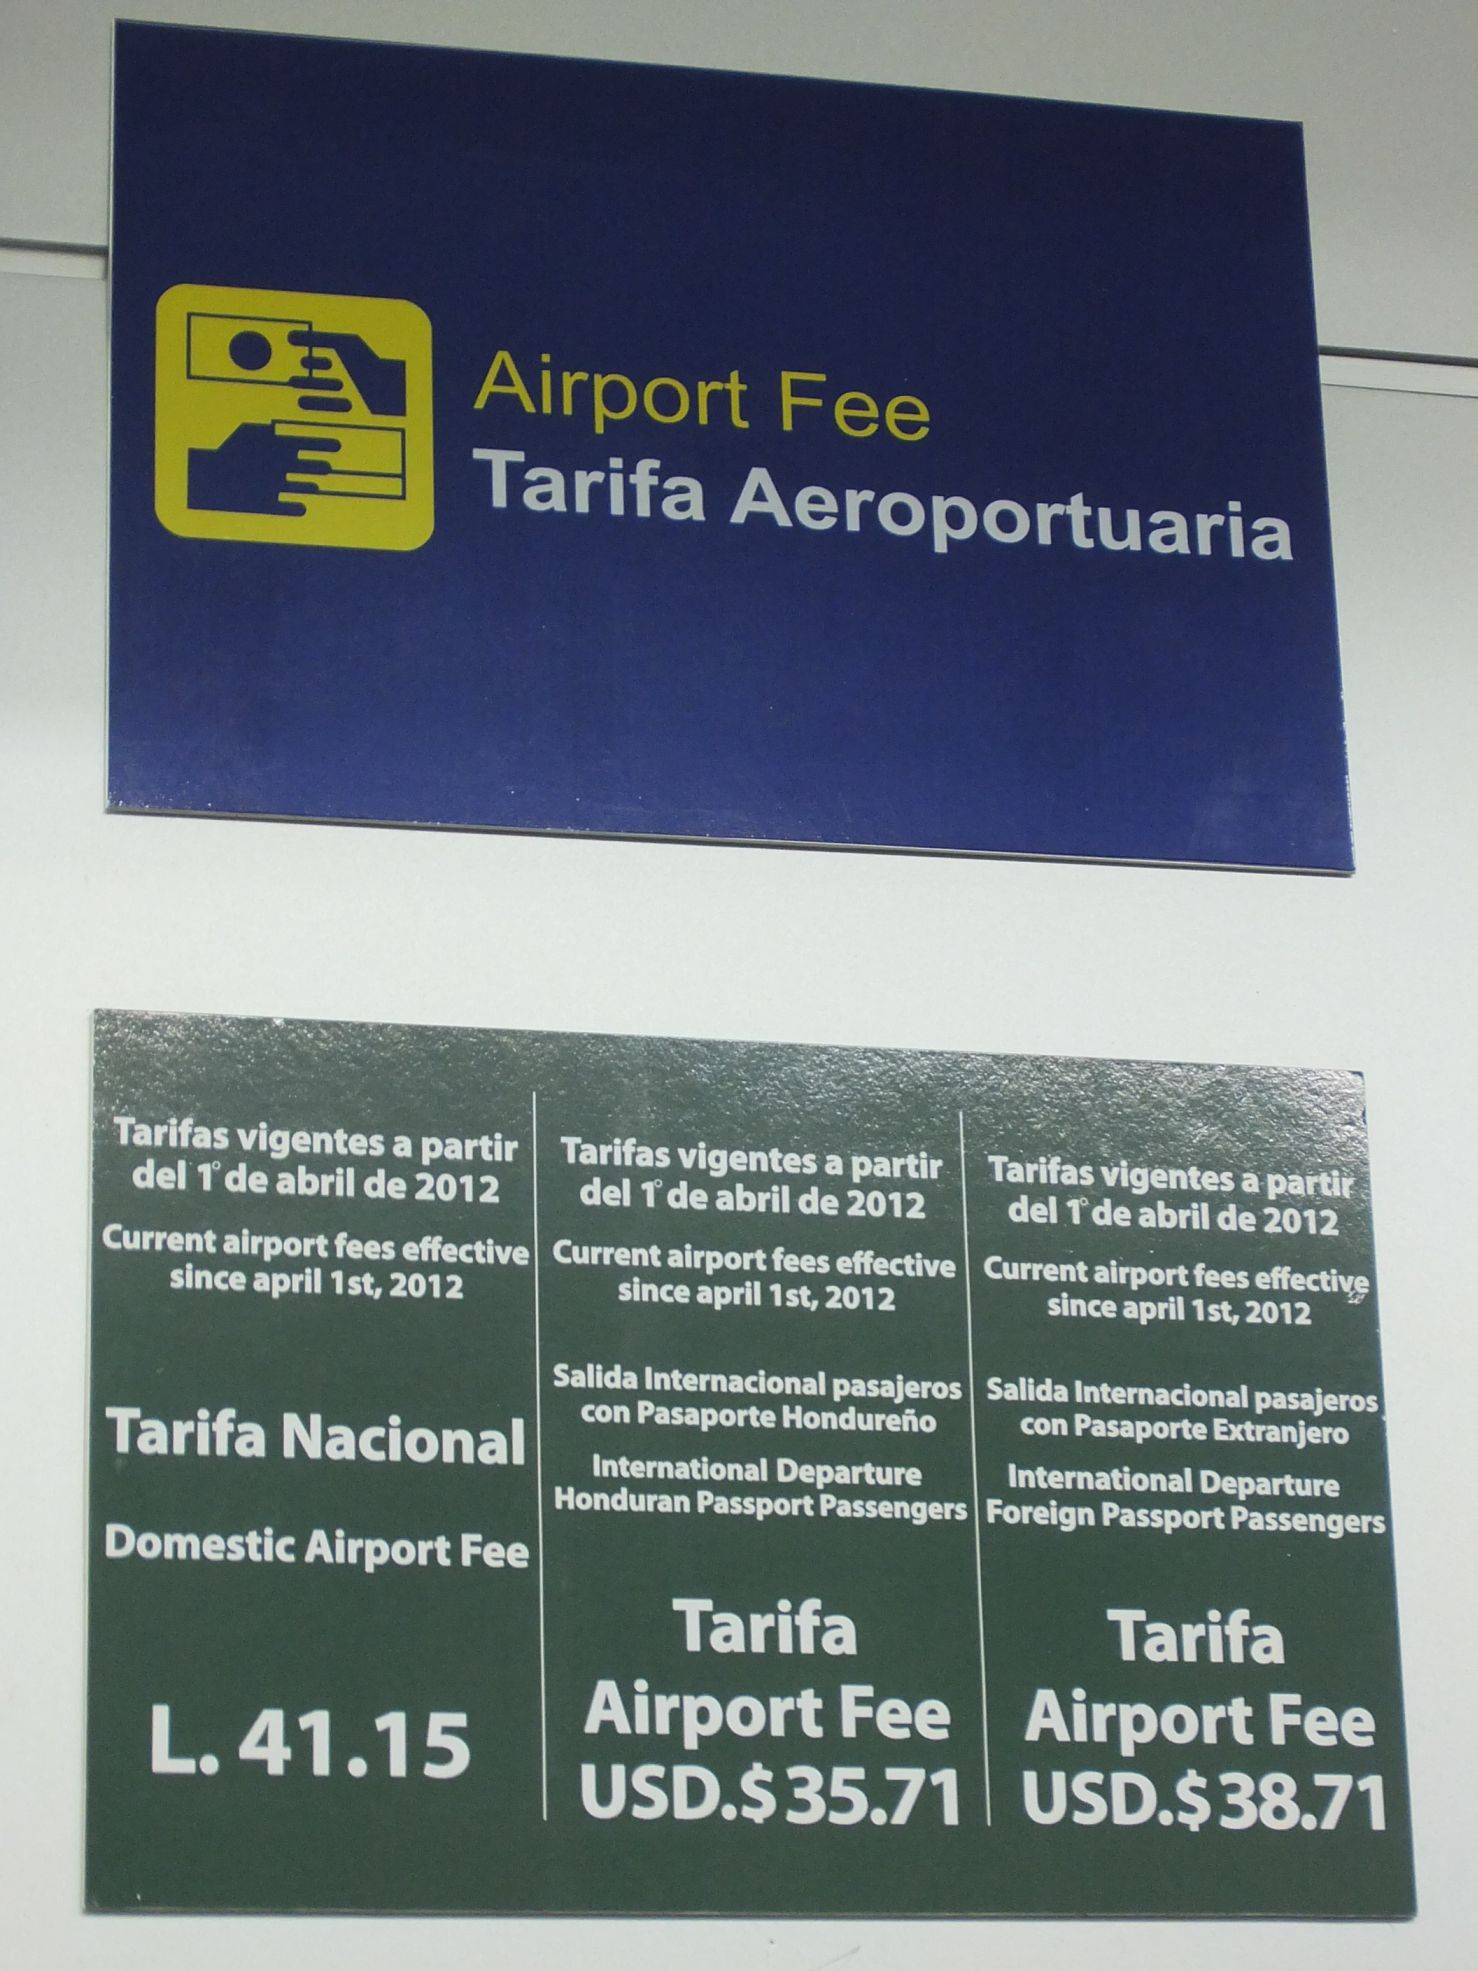 Airport Fee
Tarifa Aeroportuaria
Tarifas vigentes a partir
del 1° de abril de 2012
Current airport fees effective
since april 1st, 2012
Tarifa Nacional
Domestic Airport Fee
L. 41.15
Tarifas vigentes a partir
del 1° de abril de 2012
Current airport fees effective
since april 1st, 2012
Salida Internacional pasajeros
con Pasaporte Hondureño
International Departure
Honduran Passport Passengers
Tarifa
Airport Fee
USD.$ 35.71
Tarifas vigentes a partir
del 1° de abril de 2012
Current airport fees effective
since april 1st, 2012
Salida Internacional pasajeros
con Pasaporte Extranjero
International Departure
Foreign Passport Passengers
Tarifa
Airport Fee
USD.$ 38.71